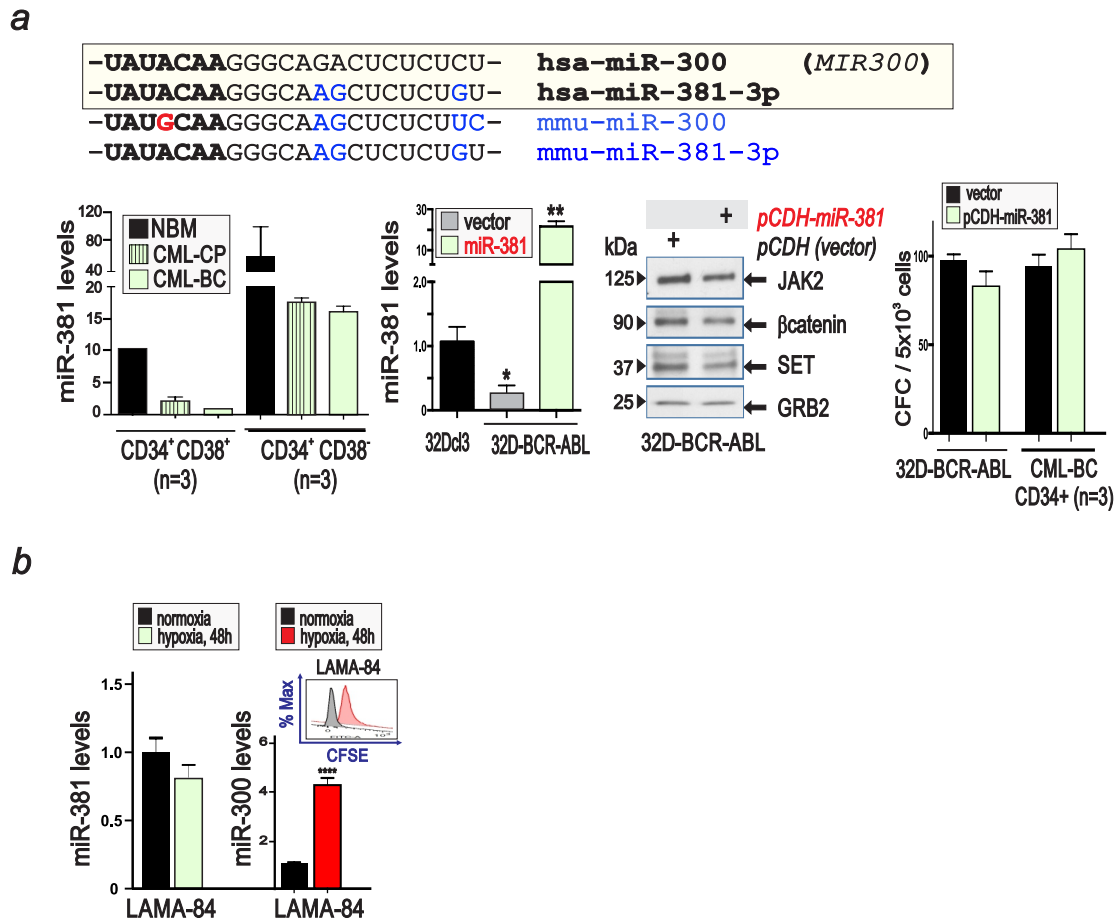 a
-UAUACAAGGGCAGACUCUCUCU- hsa-miR-300 (MIR300)
-UAUACAAGGGCAAGCUCUCUGU- hsa-miR-381-3p
-UAUGCAAGGGCAAGCUCUCUUC- mmu-miR-300
-UAUACAAGGGCAAGCUCUCUGU- mmu-miR-381-3p
miR-381 levels
120
80
40
20
10
5
0
NBM
CML-CP
CML-BC
CD34+ CD38+
(n=3)
CD34+ CD38-
(n=3)
miR-381 levels
30
15
2.0
1.0
0
vector
miR-381
*
**
32Dcl3
32D-BCR-ABL
+ pCDH-miR-381
kDa + pCDH (vector)
125 JAK2
90 βcatenin
37 SET
25 GRB2
32D-BCR-ABL
vector
pCDH-miR-381
CFC / 5x10³ cells
100
50
0
32D-BCR-ABL
CML-BC
CD34+ (n=3)
b
normoxia
hypoxia, 48h
miR-381 levels
1.5
1.0
0.5
0
LAMA-84
normoxia
hypoxia, 48h
LAMA-84
% Max
0
CFSE
miR-300 levels
6
4
2
****
LAMA-84